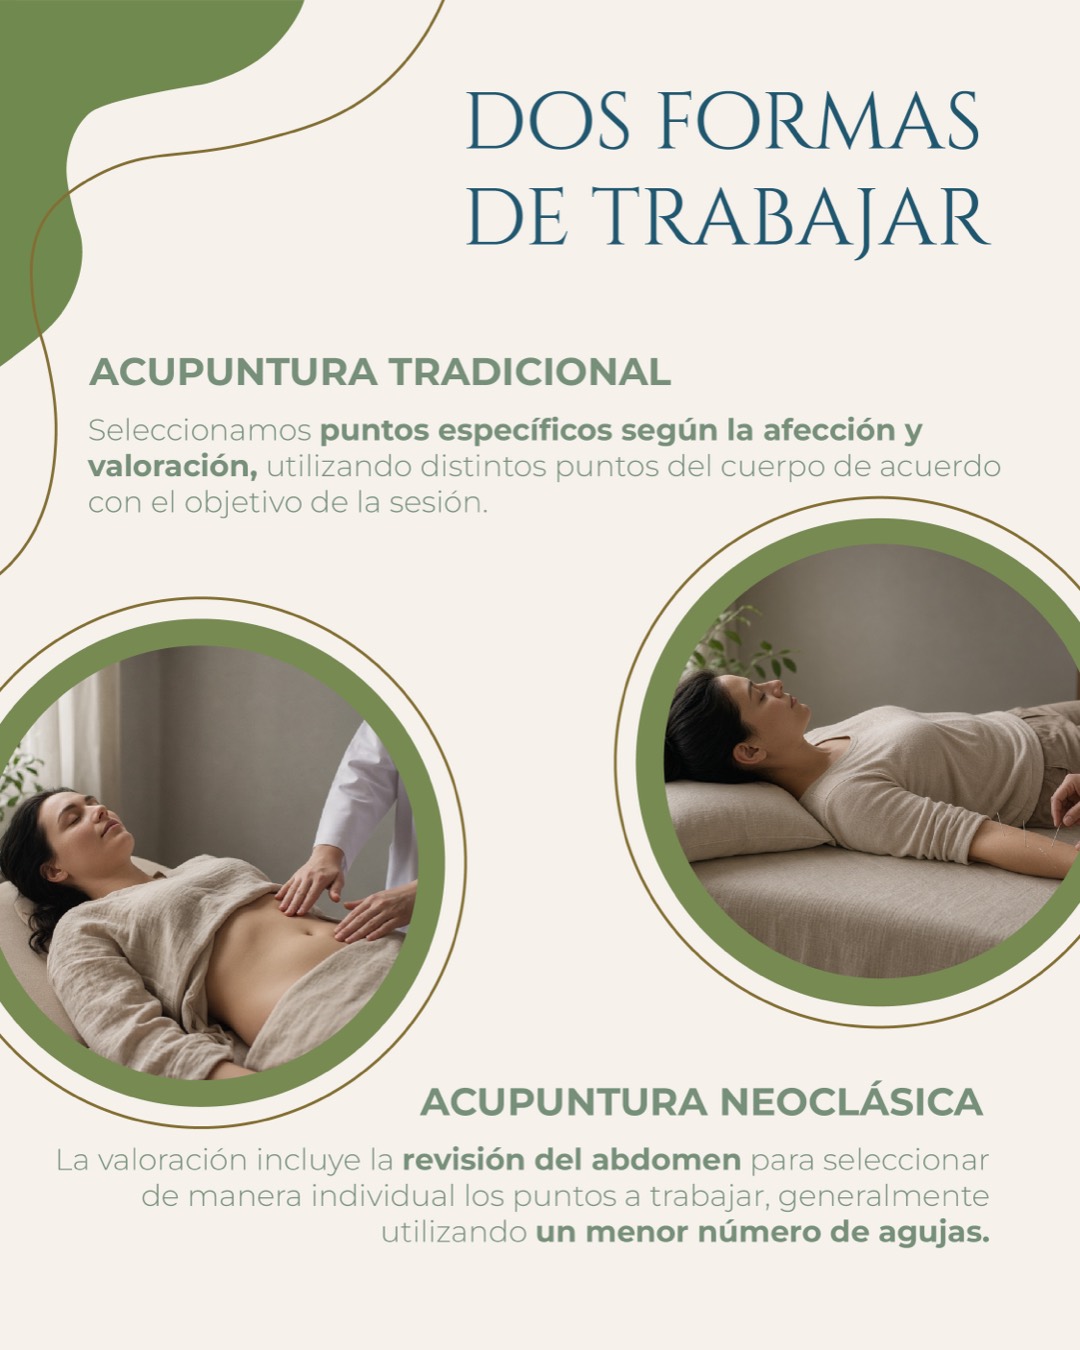 DOS FORMAS
DE TRABAJAR
ACUPUNTURA TRADICIONAL
Seleccionamos puntos específicos según la afección y
valoración, utilizando distintos puntos del cuerpo de acuerdo
con el objetivo de la sesión.
ACUPUNTURA NEOCLÁSICA
La valoración incluye la revisión del abdomen para seleccionar
de manera individual los puntos a trabajar, generalmente
utilizando un menor número de agujas.